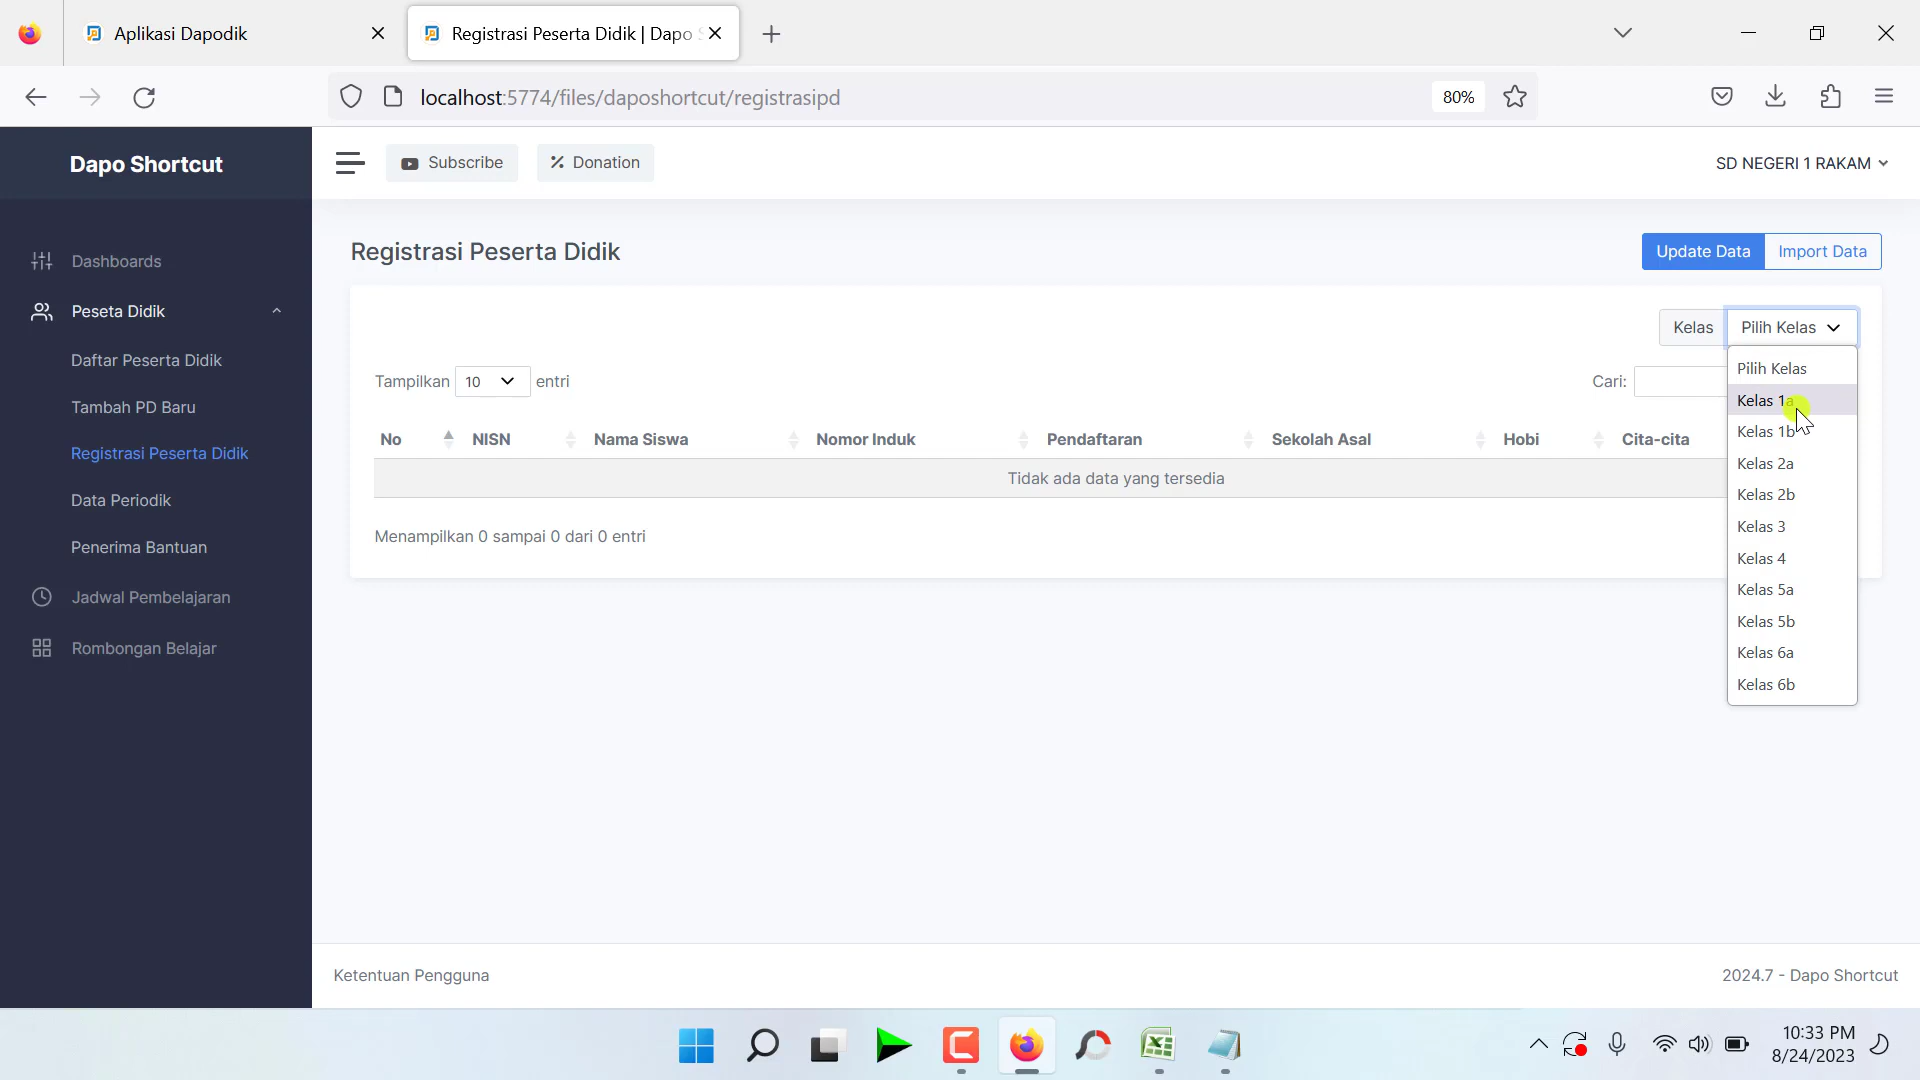 Aplikasi Dapodik
Registrasi Peserta Didik | Dapo S
localhost:5774/files/daposhortcut/registrasipd
80%
Dapo Shortcut
Subscribe
Donation
SD NEGERI 1 RAKAM
Dashboards
Peseta Didik
Daftar Peserta Didik
Tambah PD Baru
Registrasi Peserta Didik
Data Periodik
Penerima Bantuan
Jadwal Pembelajaran
Rombongan Belajar
Registrasi Peserta Didik
Update Data
Import Data
Kelas
Pilih Kelas
Pilih Kelas
Kelas 1a
Kelas 1b
Kelas 2a
Kelas 2b
Kelas 3
Kelas 4
Kelas 5a
Kelas 5b
Kelas 6a
Kelas 6b
Tampilkan 10 entri
Cari:
No NISN Nama Siswa Nomor Induk Pendaftaran Sekolah Asal Hobi Cita-cita
Tidak ada data yang tersedia
Menampilkan 0 sampai 0 dari 0 entri
Ketentuan Pengguna
2024.7 - Dapo Shortcut
10:33 PM
8/24/2023